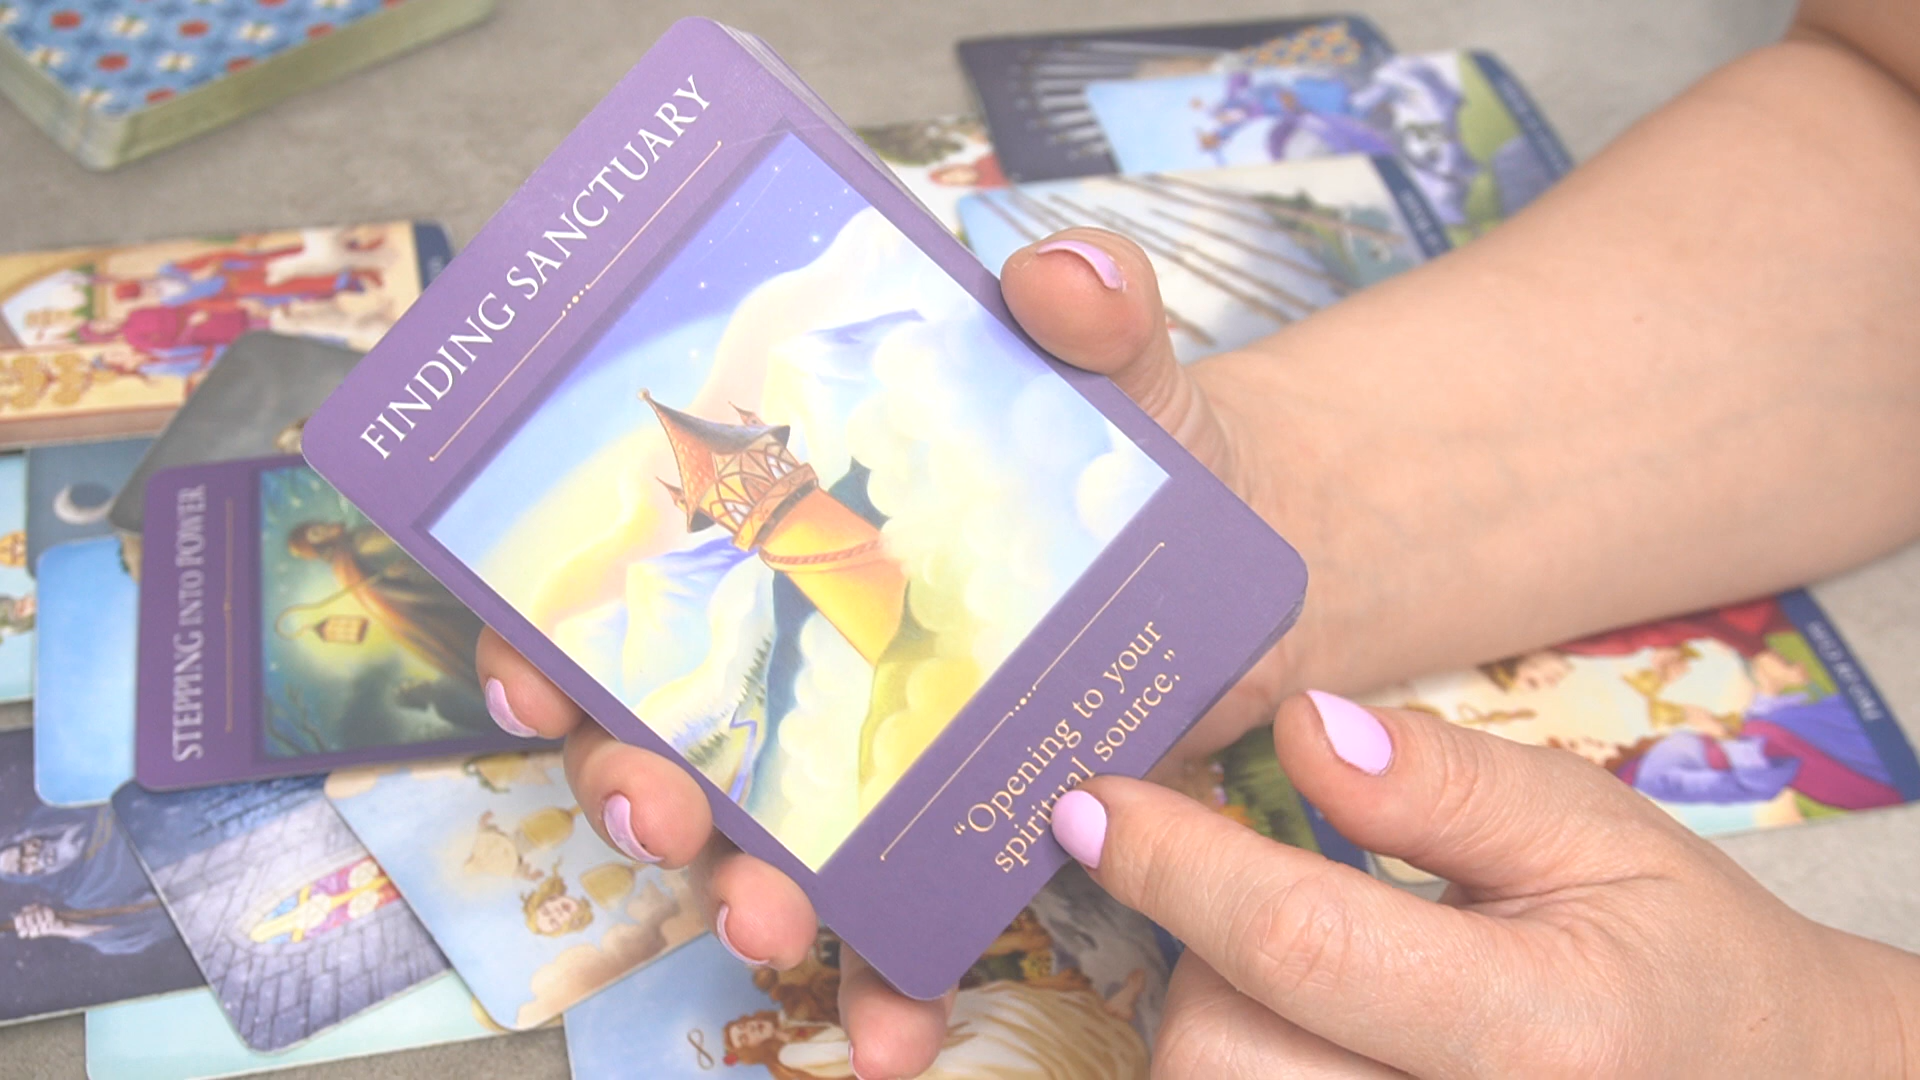 FINDING SANCTUARY
“Opening to your
spiritual source.”
STEPPING INTO POWER